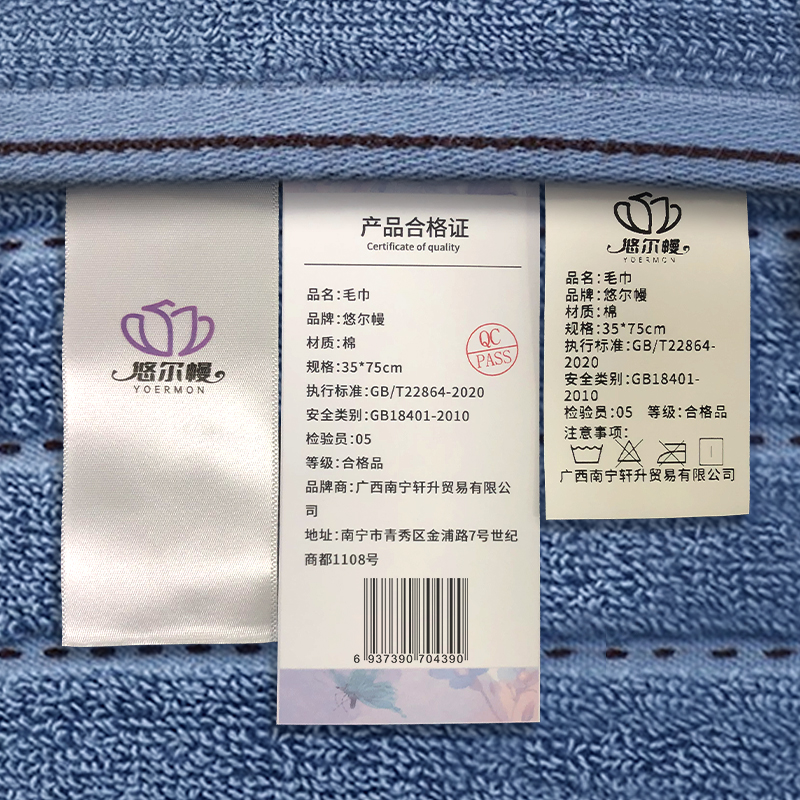 悠尔幔
YOERMON
产品合格证
Certificate of quality
品名:毛巾
品牌:悠尔幔
材质:棉
规格:35*75cm
执行标准:GB/T22864-2020
安全类别:GB18401-2010
检验员:05
等级:合格品
品牌商:广西南宁轩升贸易有限公
司
地址:南宁市青秀区金浦路7号世纪
商都1108号
QC
PASS
6 937390 704390
悠尔幔
YOERMON
品名:毛巾
品牌:悠尔幔
材质:棉
规格:35*75cm
执行标准:GB/T22864-
2020
安全类别:GB18401-
2010
检验员:05 等级:合格品
注意事项:
广西南宁轩升贸易有限公司